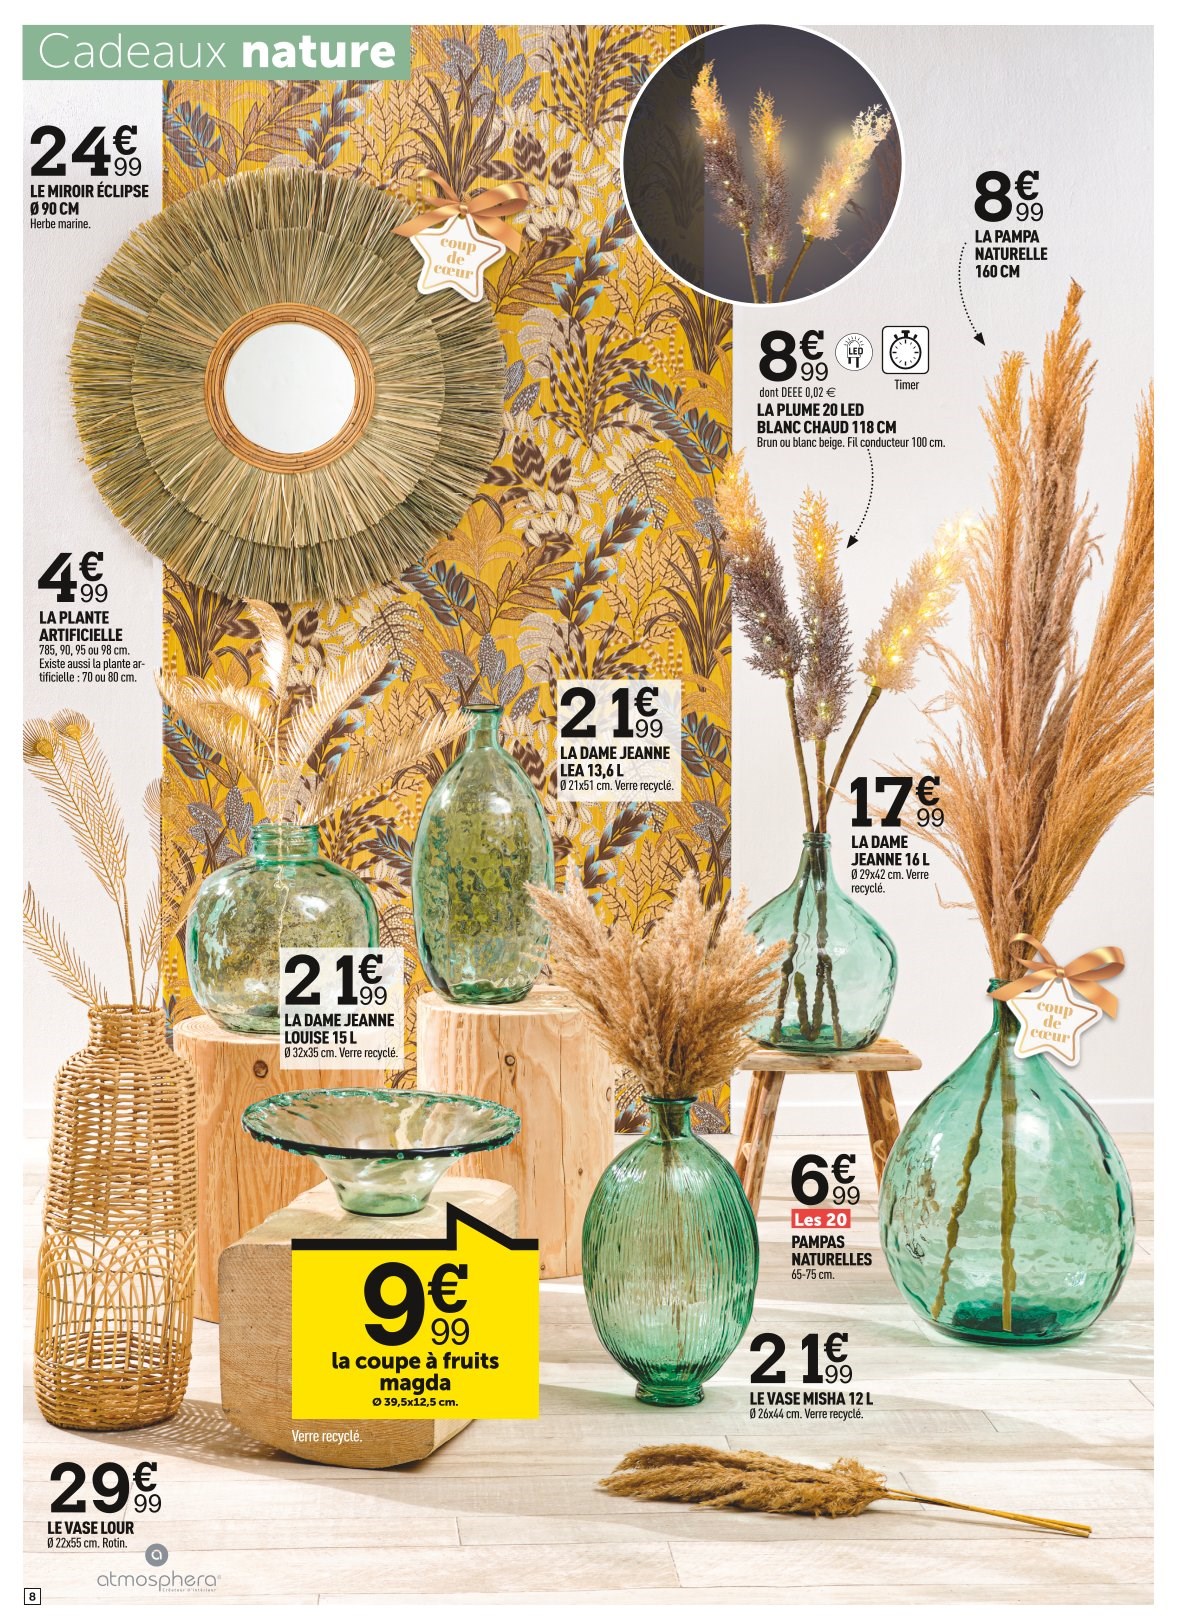 Cadeaux nature
24€99
LE MIROIR ÉCLIPSE
Ø 90 CM
Herbe marine.
coup
de
cœur
8€99
LA PAMPA
NATURELLE
160 CM
8€99
LED
Timer
dont DEEE 0,02 €
LA PLUME 20 LED
BLANC CHAUD 118 CM
Brun ou blanc beige. Fil conducteur 100 cm.
4€99
LA PLANTE
ARTIFICIELLE
785, 90, 95 ou 98 cm.
Existe aussi la plante ar-
tificielle : 70 ou 80 cm.
21€99
LA DAME JEANNE
LEA 13,6 L
Ø 21x51 cm. Verre recyclé.
17€99
LA DAME
JEANNE 16 L
Ø 29x42 cm. Verre
recyclé.
21€99
LA DAME JEANNE
LOUISE 15 L
Ø 32x35 cm. Verre recyclé.
coup
de
cœur
6€99
Les 20
PAMPAS
NATURELLES
65-75 cm.
9€99
la coupe à fruits
magda
Ø 39,5x12,5 cm.
Verre recyclé.
21€99
LE VASE MISHA 12 L
Ø 26x44 cm. Verre recyclé.
29€99
LE VASE LOUR
Ø 22x55 cm. Rotin.
a
atmosphera
Créateur d'intérieur
8